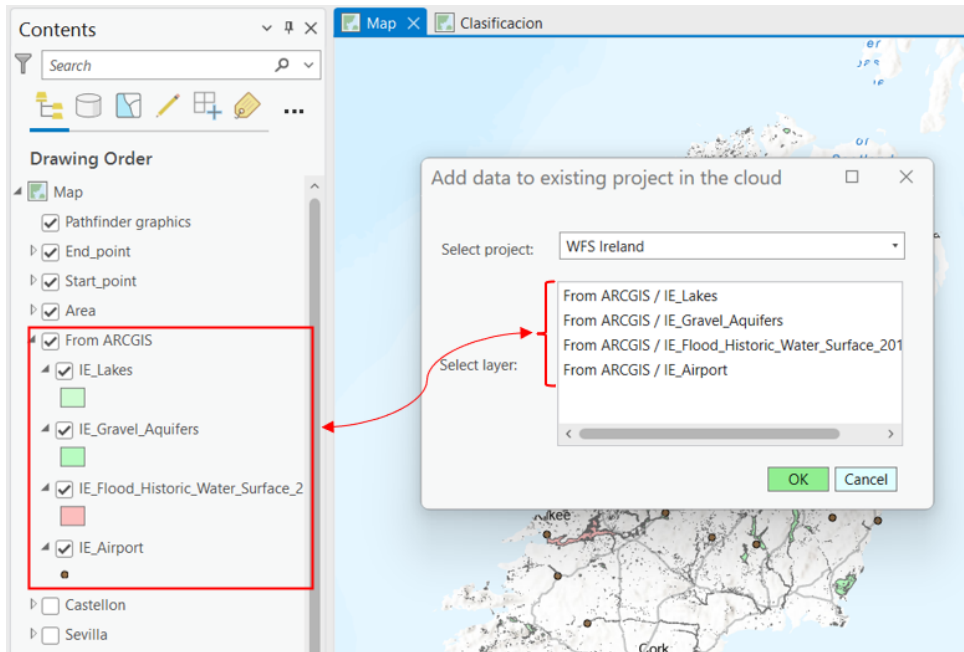 Contents
Search
Drawing Order
Map
Pathfinder graphics
End_point
Start_point
Area
From ARCGIS
IE_Lakes
IE_Gravel_Aquifers
IE_Flood_Historic_Water_Surface_2
IE_Airport
Castellon
Sevilla
Map
Clasificacion
Add data to existing project in the cloud
Select project:
WFS Ireland
Select layer:
From ARCGIS / IE_Lakes
From ARCGIS / IE_Gravel_Aquifers
From ARCGIS / IE_Flood_Historic_Water_Surface_201
From ARCGIS / IE_Airport
OK
Cancel
Cork